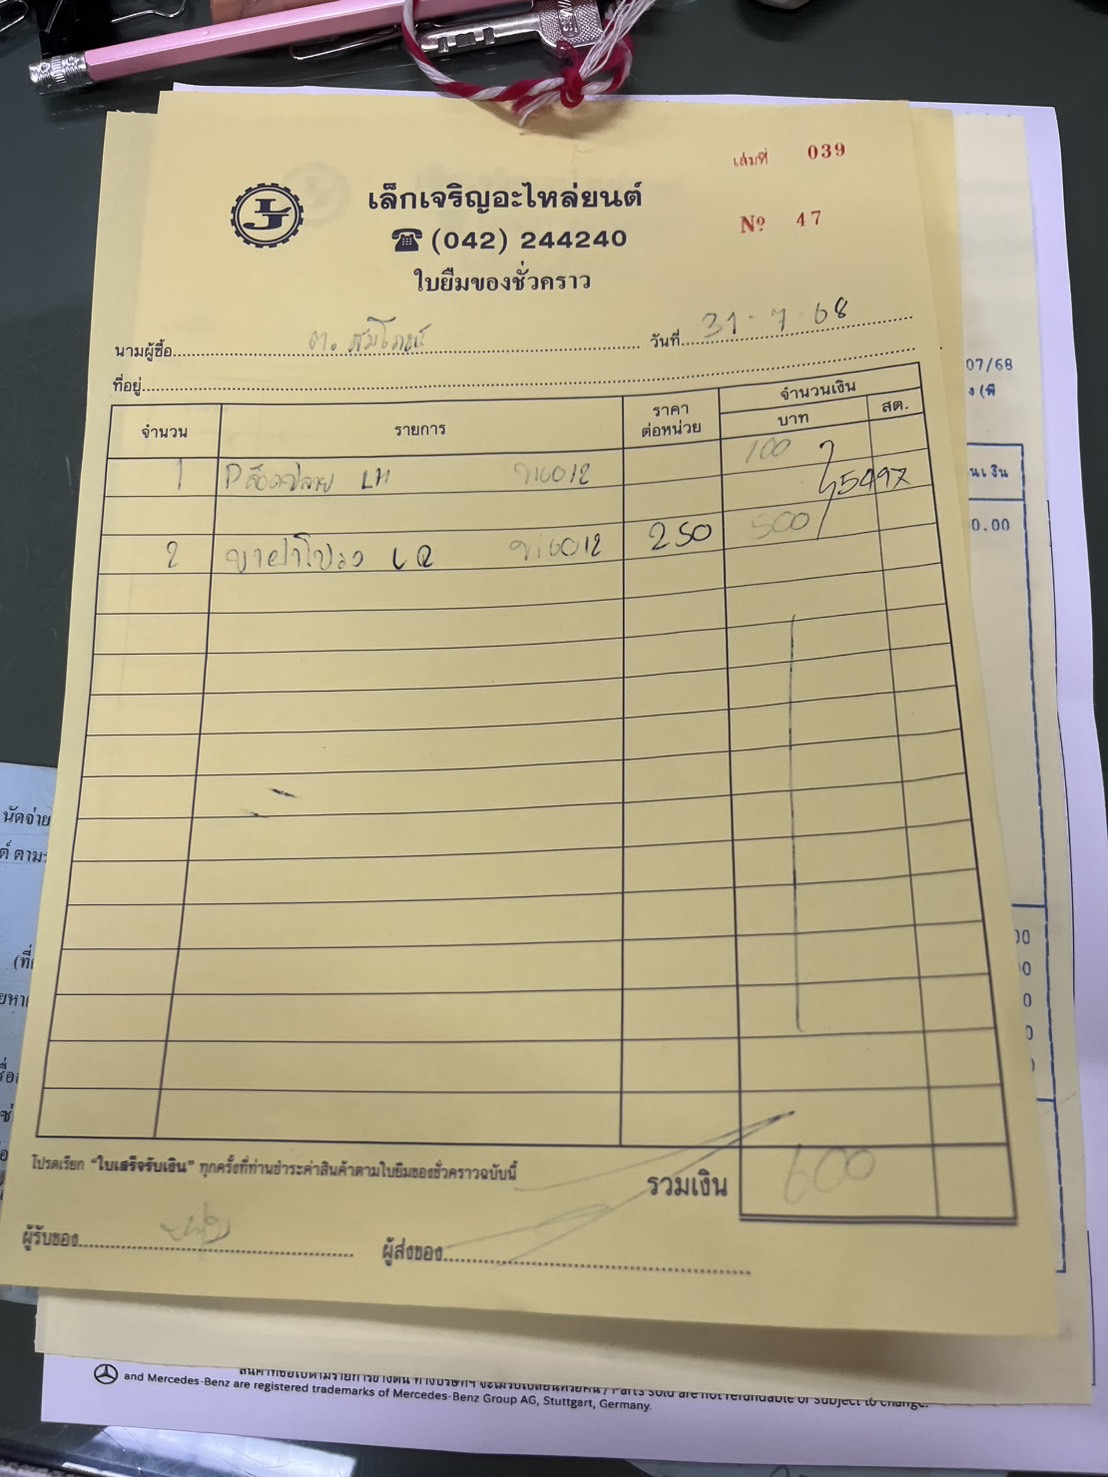 เล่มที่ 039
LJ
เล็กเจริญอะไหล่ยนต์
Nº 47
☎ (042) 244240
ใบยืมของชั่วคราว
นามผู้ซื้อ วันที่ 31-7-68
ที่อยู่
จำนวน รายการ ราคาต่อหน่วย จำนวนเงิน บาท สต.
1 LH 100
5497
2 250 500
โปรดเรียก "ใบเสร็จรับเงิน" ทุกครั้งที่ท่านชำระค่าสินค้าตามใบยืมของชั่วคราวฉบับนี้
รวมเงิน 600
ผู้รับของ ผู้ส่งของ
07/68
0.00
นัดจ่าย
and Mercedes-Benz are registered trademarks of Mercedes-Benz Group AG, Stuttgart, Germany.